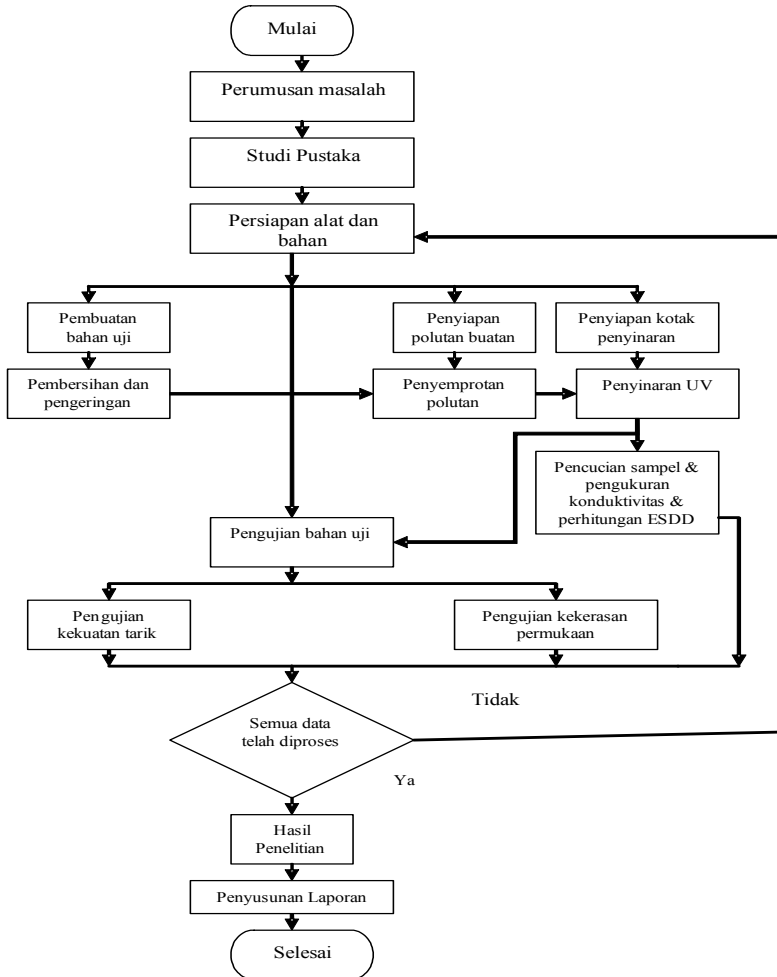 Mulai
Perumusan masalah
Studi Pustaka
Persiapan alat dan
bahan
Pembuatan
bahan uji
Penyiapan
polutan buatan
Penyiapan kotak
penyinaran
Pembersihan dan
pengeringan
Penyemprotan
polutan
Penyinaran UV
Pencucian sampel &
pengukuran
konduktivitas &
perhitungan ESDD
Pengujian bahan uji
Pengujian
kekuatan tarik
Pengujian kekerasan
permukaan
Tidak
Semua data
telah diproses
Ya
Hasil
Penelitian
Penyusunan Laporan
Selesai